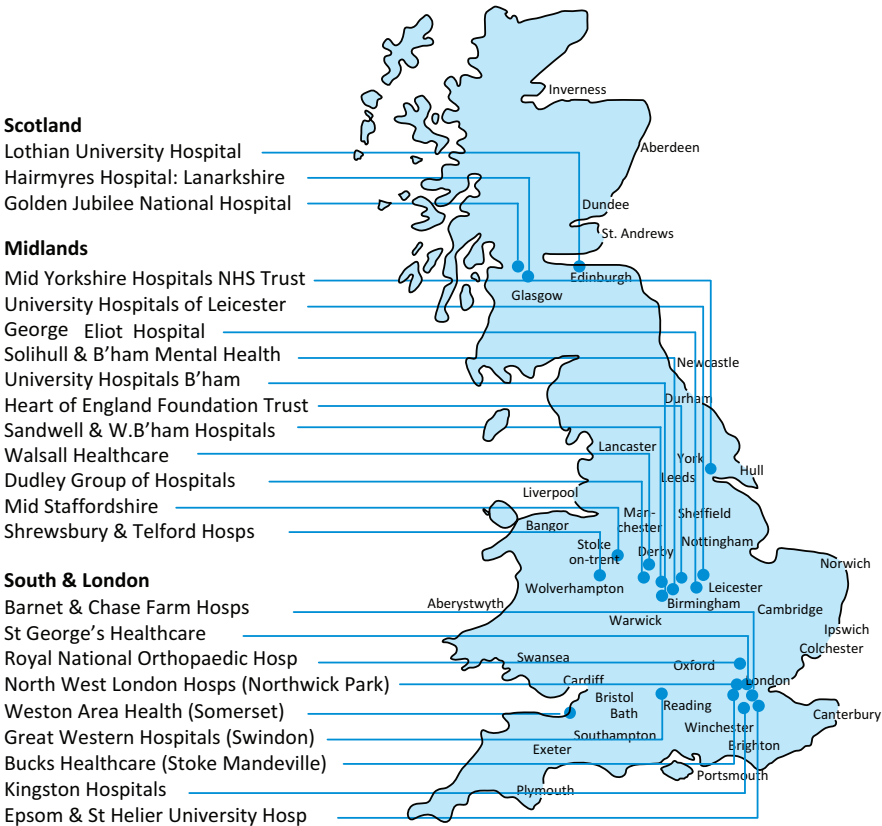 Scotland
Lothian University Hospital
Hairmyres Hospital: Lanarkshire
Golden Jubilee National Hospital
Midlands
Mid Yorkshire Hospitals NHS Trust
University Hospitals of Leicester
George Eliot Hospital
Solihull & B’ham Mental Health
University Hospitals B’ham
Heart of England Foundation Trust
Sandwell & W.B’ham Hospitals
Walsall Healthcare
Dudley Group of Hospitals
Mid Staffordshire
Shrewsbury & Telford Hosps
South & London
Barnet & Chase Farm Hosps
St George’s Healthcare
Royal National Orthopaedic Hosp
North West London Hosps (Northwick Park)
Weston Area Health (Somerset)
Great Western Hospitals (Swindon)
Bucks Healthcare (Stoke Mandeville)
Kingston Hospitals
Epsom & St Helier University Hosp
Inverness
Aberdeen
Dundee
St. Andrews
Edinburgh
Glasgow
Newcastle
Durham
Lancaster
York
Leeds
Hull
Liverpool
Man-
chester
Sheffield
Bangor
Stoke
on-trent
Derby
Nottingham
Norwich
Wolverhampton
Leicester
Aberystwyth
Birmingham
Cambridge
Warwick
Ipswich
Colchester
Swansea
Oxford
Cardiff
London
Bristol
Bath
Reading
Canterbury
Winchester
Southampton
Brighton
Exeter
Portsmouth
Plymouth